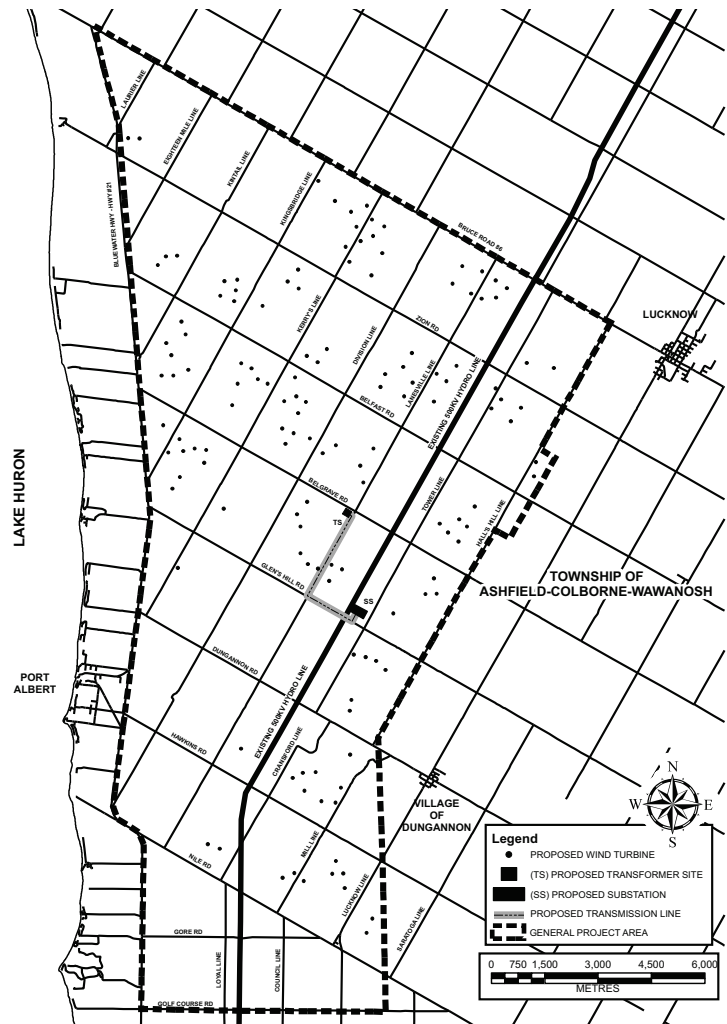 LAURIER LINE
EIGHTEEN MILE LINE
KINTAIL LINE
KINGSBRIDGE LINE
BLUEWATER HWY - HWY#21
BRUCE ROAD 86
LUCKNOW
KERRY'S LINE
DIVISION LINE
ZION RD
LANESVILLE LINE
BELFAST RD
EXISTING 500KV HYDRO LINE
LAKE HURON
BELGRAVE RD
TS
TOWER LINE
HALL'S HILL LINE
GLEN'S HILL RD
SS
TOWNSHIP OF
ASHFIELD-COLBORNE-WAWANOSH
DUNGANNON RD
PORT
ALBERT
EXISTING 500KV HYDRO LINE
HAWKINS RD
CRANSFORD LINE
VILLAGE
OF
DUNGANNON
N
W
E
S
NILE RD
MILL LINE
LUCKNOW LINE
SARATOGA LINE
GORE RD
LOYAL LINE
COUNCIL LINE
GOLF COURSE RD
Legend
PROPOSED WIND TURBINE
(TS) PROPOSED TRANSFORMER SITE
(SS) PROPOSED SUBSTATION
PROPOSED TRANSMISSION LINE
GENERAL PROJECT AREA
0 750 1,500 3,000 4,500 6,000
METRES